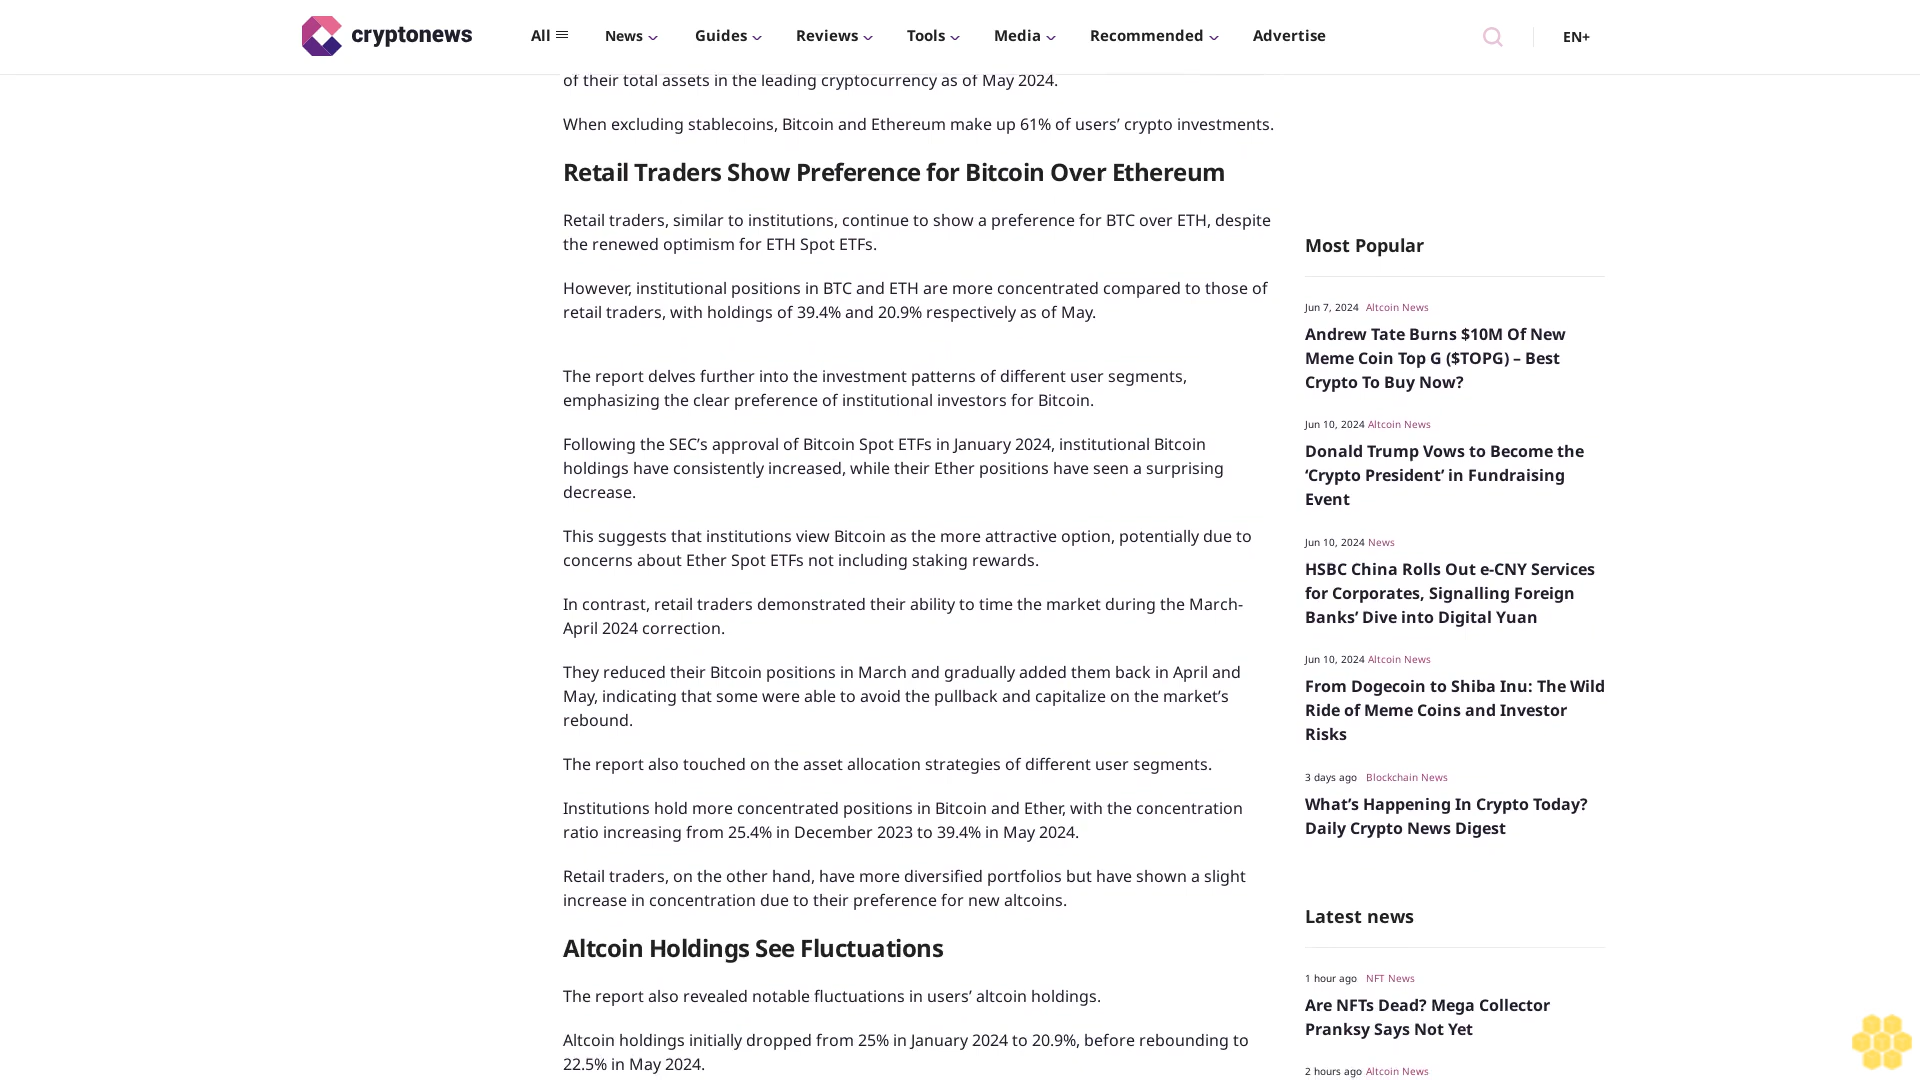 cryptonews
All
News
Guides
Reviews
Tools
Media
Recommended
Advertise
EN+
of their total assets in the leading cryptocurrency as of May 2024.
When excluding stablecoins, Bitcoin and Ethereum make up 61% of users’ crypto investments.
Retail Traders Show Preference for Bitcoin Over Ethereum
Retail traders, similar to institutions, continue to show a preference for BTC over ETH, despite
the renewed optimism for ETH Spot ETFs.
However, institutional positions in BTC and ETH are more concentrated compared to those of
retail traders, with holdings of 39.4% and 20.9% respectively as of May.
The report delves further into the investment patterns of different user segments,
emphasizing the clear preference of institutional investors for Bitcoin.
Following the SEC’s approval of Bitcoin Spot ETFs in January 2024, institutional Bitcoin
holdings have consistently increased, while their Ether positions have seen a surprising
decrease.
This suggests that institutions view Bitcoin as the more attractive option, potentially due to
concerns about Ether Spot ETFs not including staking rewards.
In contrast, retail traders demonstrated their ability to time the market during the March-
April 2024 correction.
They reduced their Bitcoin positions in March and gradually added them back in April and
May, indicating that some were able to avoid the pullback and capitalize on the market’s
rebound.
The report also touched on the asset allocation strategies of different user segments.
Institutions hold more concentrated positions in Bitcoin and Ether, with the concentration
ratio increasing from 25.4% in December 2023 to 39.4% in May 2024.
Retail traders, on the other hand, have more diversified portfolios but have shown a slight
increase in concentration due to their preference for new altcoins.
Altcoin Holdings See Fluctuations
The report also revealed notable fluctuations in users’ altcoin holdings.
Altcoin holdings initially dropped from 25% in January 2024 to 20.9%, before rebounding to
22.5% in May 2024.
Most Popular
Jun 7, 2024 Altcoin News
Andrew Tate Burns $10M Of New
Meme Coin Top G ($TOPG) – Best
Crypto To Buy Now?
Jun 10, 2024 Altcoin News
Donald Trump Vows to Become the
‘Crypto President’ in Fundraising
Event
Jun 10, 2024 News
HSBC China Rolls Out e-CNY Services
for Corporates, Signalling Foreign
Banks’ Dive into Digital Yuan
Jun 10, 2024 Altcoin News
From Dogecoin to Shiba Inu: The Wild
Ride of Meme Coins and Investor
Risks
3 days ago Blockchain News
What’s Happening In Crypto Today?
Daily Crypto News Digest
Latest news
1 hour ago NFT News
Are NFTs Dead? Mega Collector
Pranksy Says Not Yet
2 hours ago Altcoin News